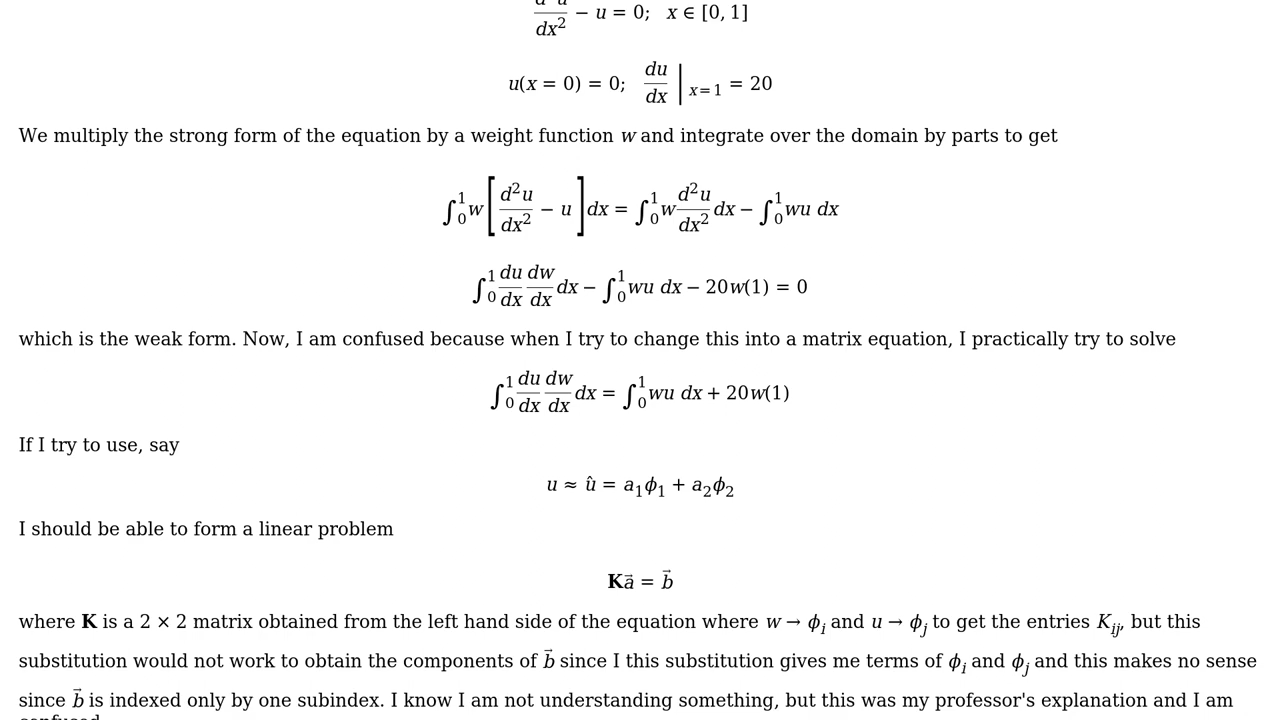 d²u/dx² − u = 0; x ∈ [0, 1]
u(x = 0) = 0; du/dx |ₓ₌₁ = 20
We multiply the strong form of the equation by a weight function w and integrate over the domain by parts to get
∫₀¹ w [ d²u/dx² − u ] dx = ∫₀¹ w d²u/dx² dx − ∫₀¹ wu dx
∫₀¹ du/dx dw/dx dx − ∫₀¹ wu dx − 20w(1) = 0
which is the weak form. Now, I am confused because when I try to change this into a matrix equation, I practically try to solve
∫₀¹ du/dx dw/dx dx = ∫₀¹ wu dx + 20w(1)
If I try to use, say
u ≈ û = a₁ϕ₁ + a₂ϕ₂
I should be able to form a linear problem
Ka⃗ = b⃗
where K is a 2 × 2 matrix obtained from the left hand side of the equation where w → ϕᵢ and u → ϕⱼ to get the entries Kᵢⱼ, but this
substitution would not work to obtain the components of b⃗ since I this substitution gives me terms of ϕᵢ and ϕⱼ and this makes no sense
since b⃗ is indexed only by one subindex. I know I am not understanding something, but this was my professor's explanation and I am